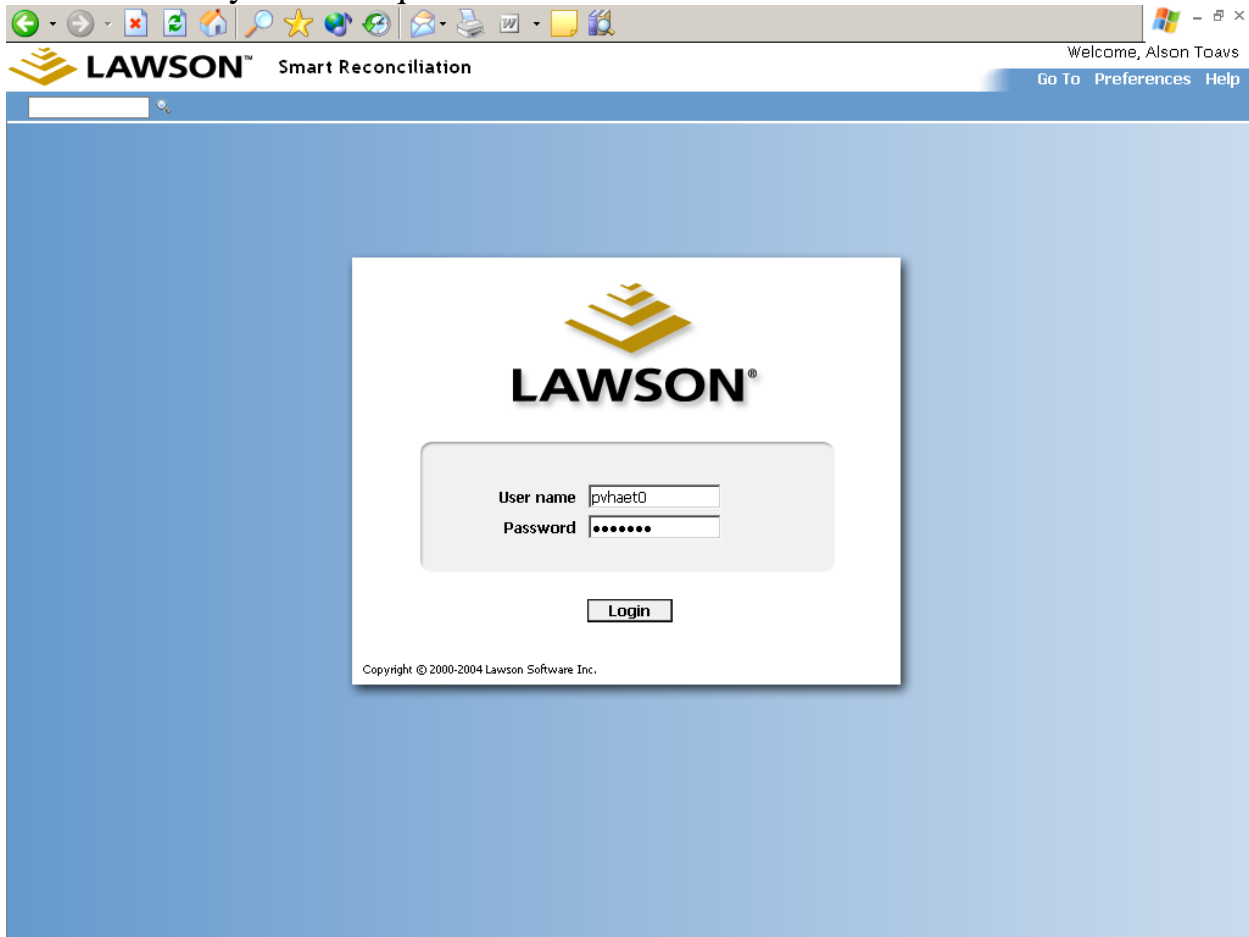 Welcome, Alson Toavs
LAWSON™ Smart Reconciliation
Go To Preferences Help
LAWSON®
User name pvhaet0
Password •••••••
Login
Copyright © 2000-2004 Lawson Software Inc.